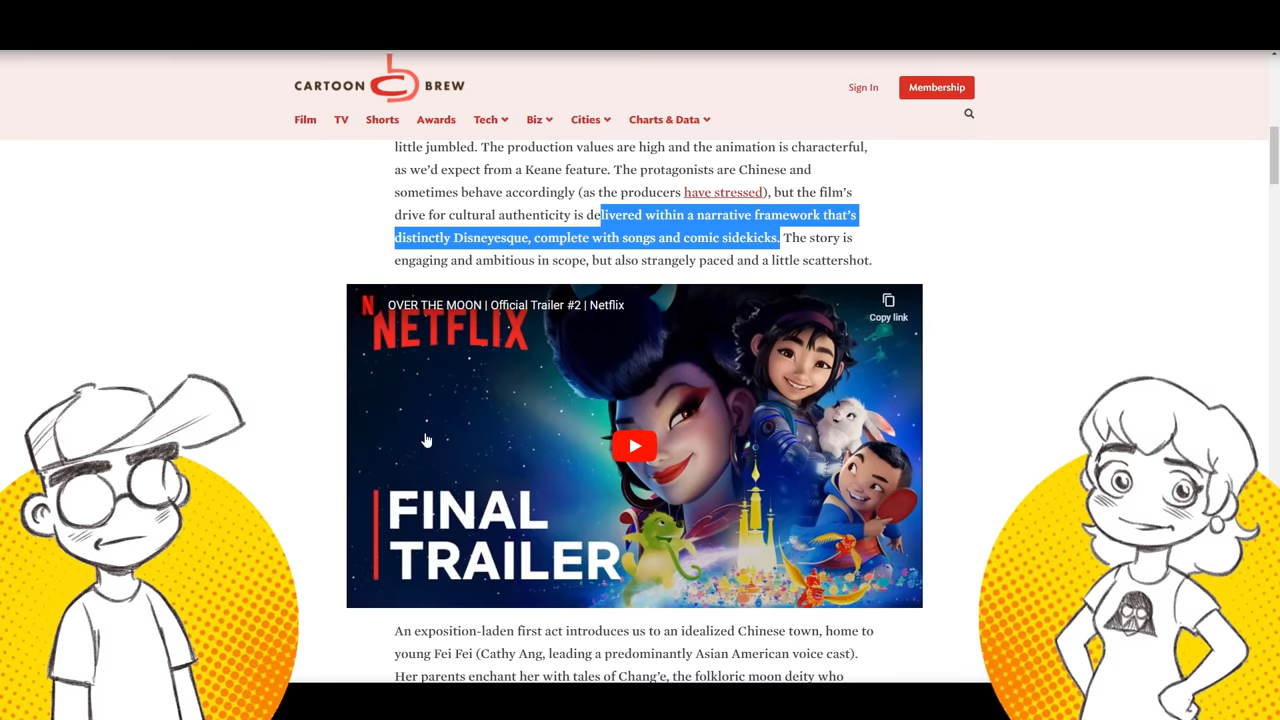 CARTOON BREW
Sign In
Membership
Film TV Shorts Awards Tech Biz Cities Charts & Data
little jumbled. The production values are high and the animation is characterful,
as we’d expect from a Keane feature. The protagonists are Chinese and
sometimes behave accordingly (as the producers have stressed), but the film’s
drive for cultural authenticity is delivered within a narrative framework that’s
distinctly Disneyesque, complete with songs and comic sidekicks. The story is
engaging and ambitious in scope, but also strangely paced and a little scattershot.
N OVER THE MOON | Official Trailer #2 | Netflix
Copy link
NETFLIX
FINAL
TRAILER
An exposition-laden first act introduces us to an idealized Chinese town, home to
young Fei Fei (Cathy Ang, leading a predominantly Asian American voice cast).
Her parents enchant her with tales of Chang’e, the folkloric moon deity who